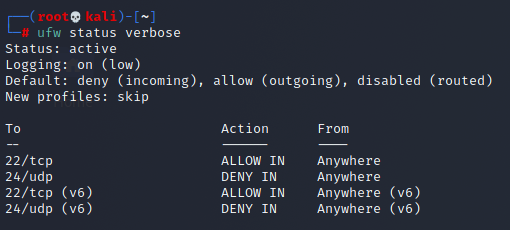 ┌──(root💀kali)-[~]
└─# ufw status verbose
Status: active
Logging: on (low)
Default: deny (incoming), allow (outgoing), disabled (routed)
New profiles: skip

To                         Action      From
--                         ------      ----
22/tcp                     ALLOW IN    Anywhere
24/udp                     DENY IN     Anywhere
22/tcp (v6)                ALLOW IN    Anywhere (v6)
24/udp (v6)                DENY IN     Anywhere (v6)